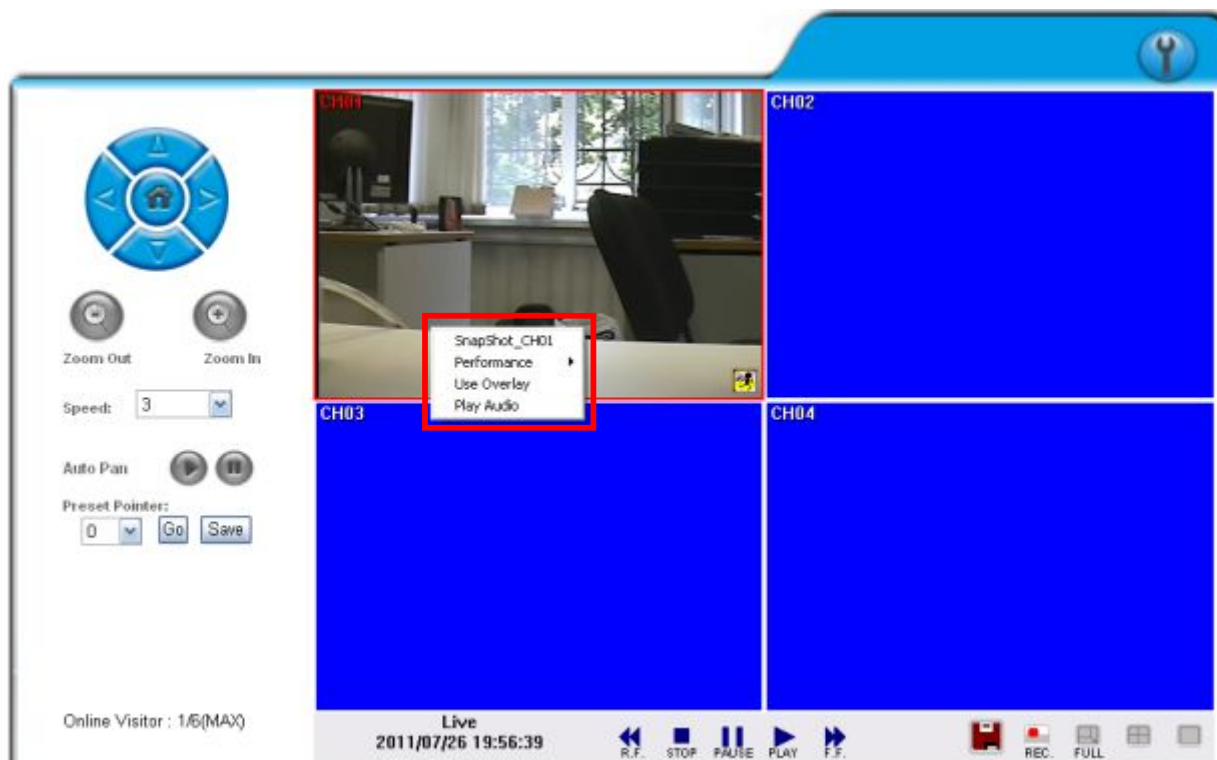 CH01
CH02
Zoom Out
Zoom In
SnapShot_CH01
Performance
Use Overlay
Play Audio
Speed:
3
CH03
CH04
Auto Pan
Preset Pointer:
0
Go
Save
Online Visitor : 1/6(MAX)
Live
2011/07/26 19:56:39
R.F.
STOP
PAUSE
PLAY
F.F.
REC.
FULL